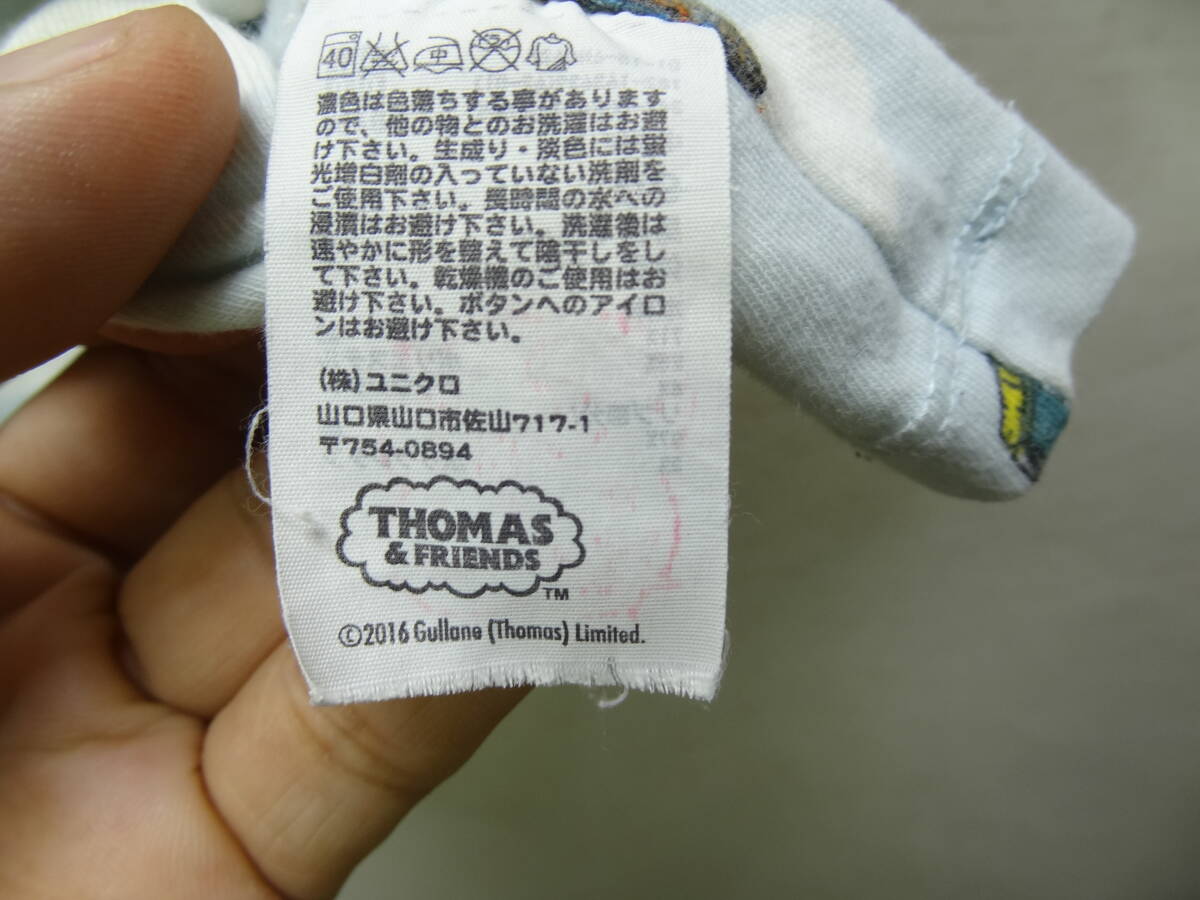 40 中
濃色は色落ちする事があります
ので、他の物とのお洗濯はお避
け下さい。生成り・淡色には蛍
光増白剤の入っていない洗剤を
ご使用下さい。長時間の水への
浸漬はお避け下さい。洗濯後は
速やかに形を整えて陰干しをし
て下さい。乾燥機のご使用はお
避け下さい。ボタンへのアイロ
ンはお避け下さい。
(株)ユニクロ
山口県山口市佐山717-1
〒754-0894
THOMAS
& FRIENDS
TM
©2016 Gullane (Thomas) Limited.